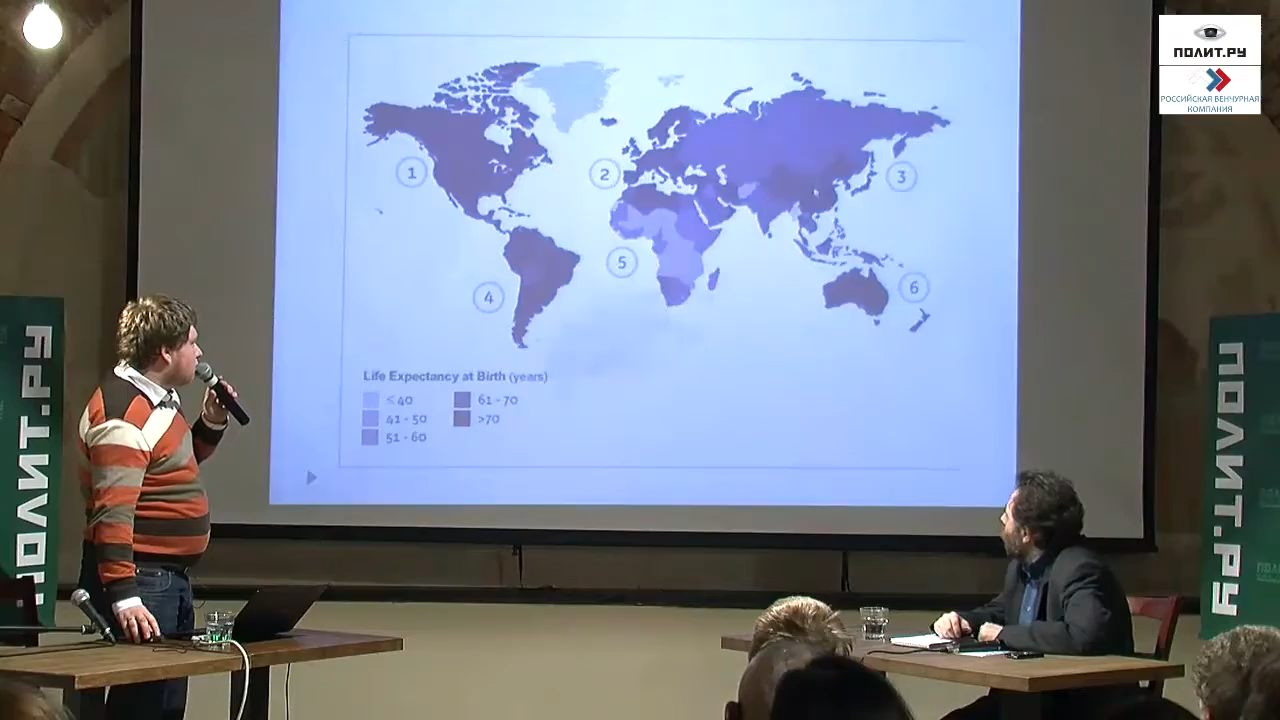 ПОЛИТ.РУ
РОССИЙСКАЯ ВЕНЧУРНАЯ
КОМПАНИЯ
1
2
3
4
5
6
Life Expectancy at Birth (years)
≤ 40
41 - 50
51 - 60
61 - 70
>70
ПОЛИТ.РУ
ПОЛИТ.РУ